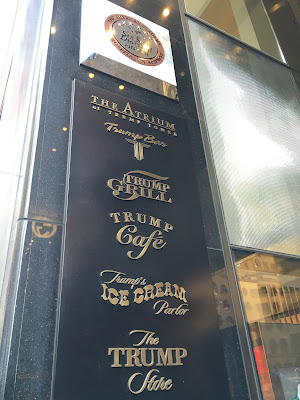 THE ATRIUM
AT TRUMP TOWER
Trump Bar
TRUMP
GRILL
TRUMP
Café
Trump's
ICE CREAM
Parlor
The
TRUMP
Store